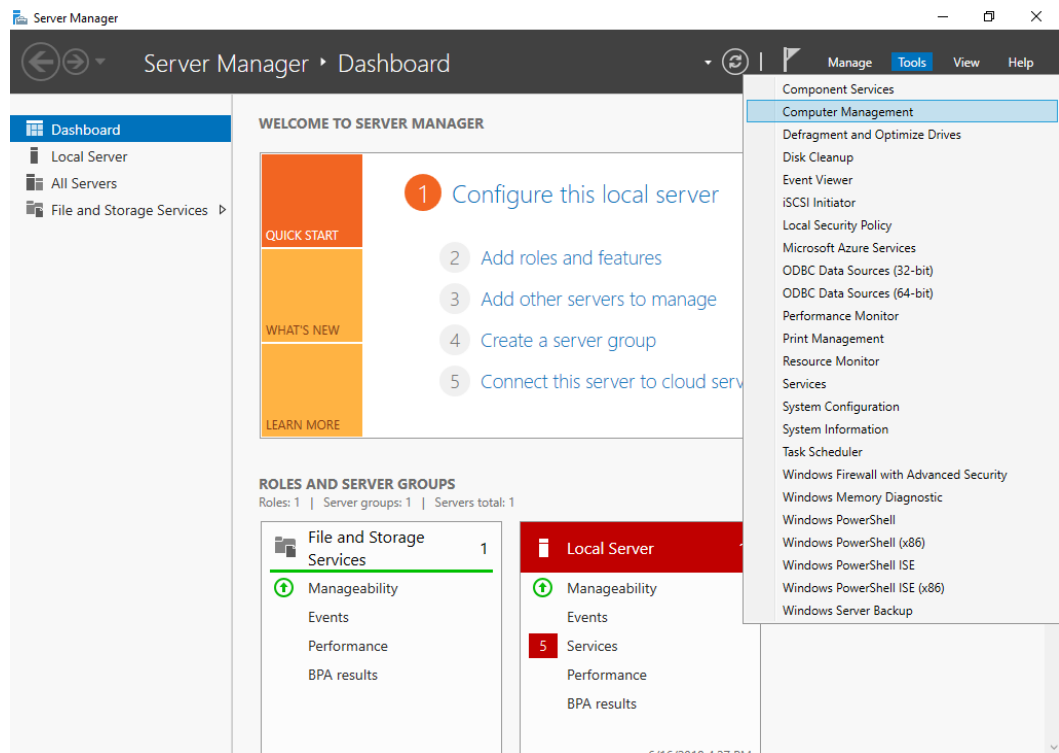 Server Manager
Server Manager • Dashboard
Manage Tools View Help
Dashboard
Local Server
All Servers
File and Storage Services
WELCOME TO SERVER MANAGER
QUICK START
WHAT'S NEW
LEARN MORE
1 Configure this local server
2 Add roles and features
3 Add other servers to manage
4 Create a server group
5 Connect this server to cloud serv
ROLES AND SERVER GROUPS
Roles: 1 | Server groups: 1 | Servers total: 1
File and Storage
Services
1
Manageability
Events
Performance
BPA results
Local Server
Manageability
Events
5 Services
Performance
BPA results
Component Services
Computer Management
Defragment and Optimize Drives
Disk Cleanup
Event Viewer
iSCSI Initiator
Local Security Policy
Microsoft Azure Services
ODBC Data Sources (32-bit)
ODBC Data Sources (64-bit)
Performance Monitor
Print Management
Resource Monitor
Services
System Configuration
System Information
Task Scheduler
Windows Firewall with Advanced Security
Windows Memory Diagnostic
Windows PowerShell
Windows PowerShell (x86)
Windows PowerShell ISE
Windows PowerShell ISE (x86)
Windows Server Backup